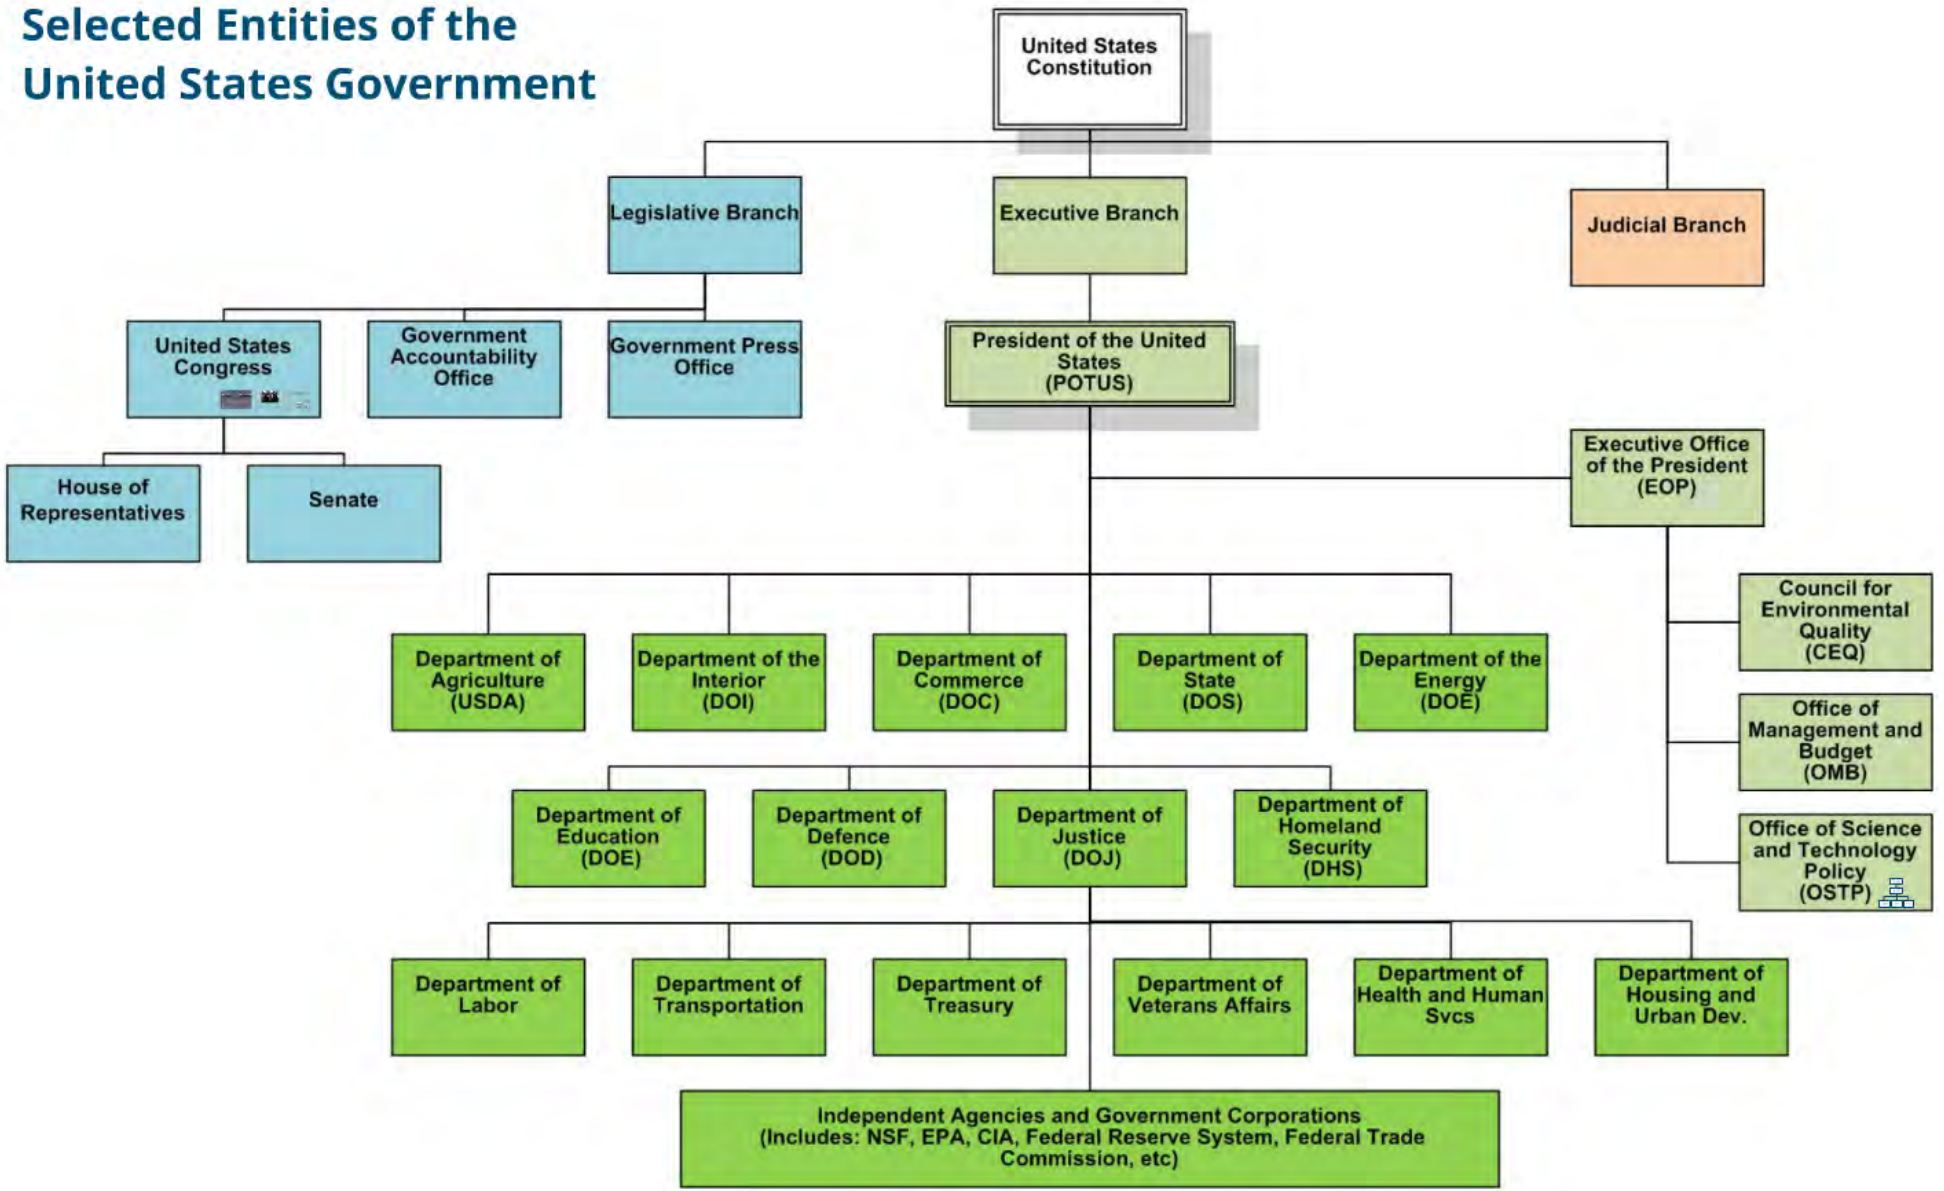 Selected Entities of the
United States Government
United States
Constitution
Legislative Branch
Executive Branch
Judicial Branch
United States
Congress
Government
Accountability
Office
Government Press
Office
President of the United
States
(POTUS)
Executive Office
of the President
(EOP)
House of
Representatives
Senate
Council for
Environmental
Quality
(CEQ)
Department of
Agriculture
(USDA)
Department of the
Interior
(DOI)
Department of
Commerce
(DOC)
Department of
State
(DOS)
Department of the
Energy
(DOE)
Office of
Management and
Budget
(OMB)
Department of
Education
(DOE)
Department of
Defence
(DOD)
Department of
Justice
(DOJ)
Department of
Homeland
Security
(DHS)
Office of Science
and Technology
Policy
(OSTP)
Department of
Labor
Department of
Transportation
Department of
Treasury
Department of
Veterans Affairs
Department of
Health and Human
Svcs
Department of
Housing and
Urban Dev.
Independent Agencies and Government Corporations
(Includes: NSF, EPA, CIA, Federal Reserve System, Federal Trade
Commission, etc)